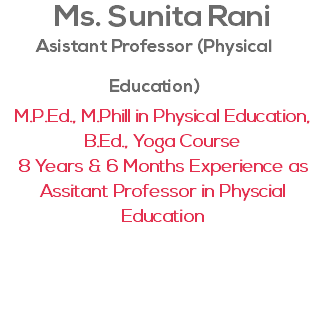 Ms. Sunita Rani
Asistant Professor (Physical
Education)
M.P.Ed., M.Phill in Physical Education,
B.Ed., Yoga Course
8 Years & 6 Months Experience as
Assitant Professor in Physcial
Education